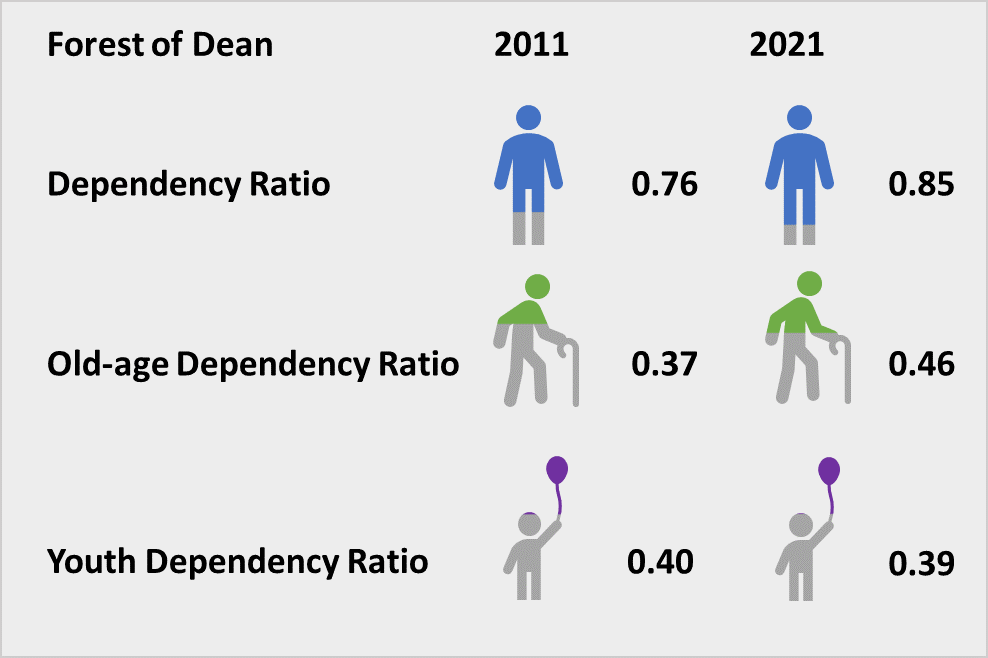 Forest of Dean 2011 2021
Dependency Ratio 0.76 0.85
Old-age Dependency Ratio 0.37 0.46
Youth Dependency Ratio 0.40 0.39